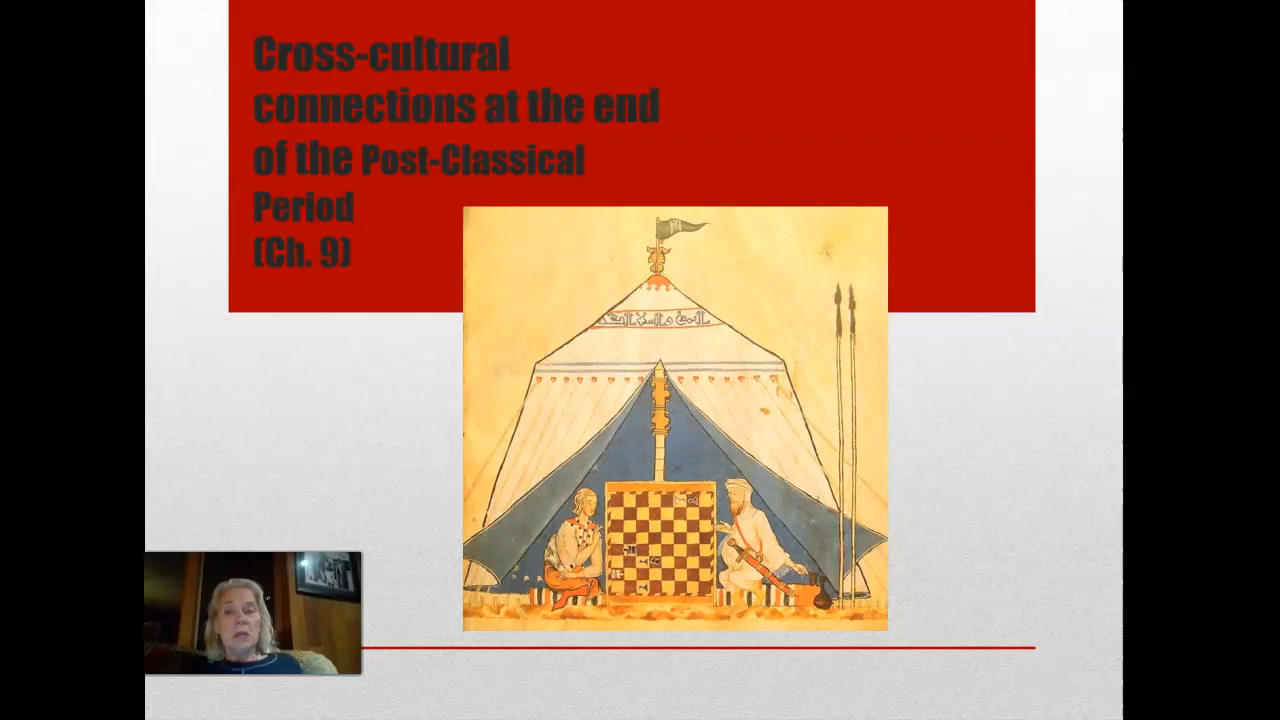 Cross-cultural
connections at the end
of the Post-Classical
Period
(Ch. 9)